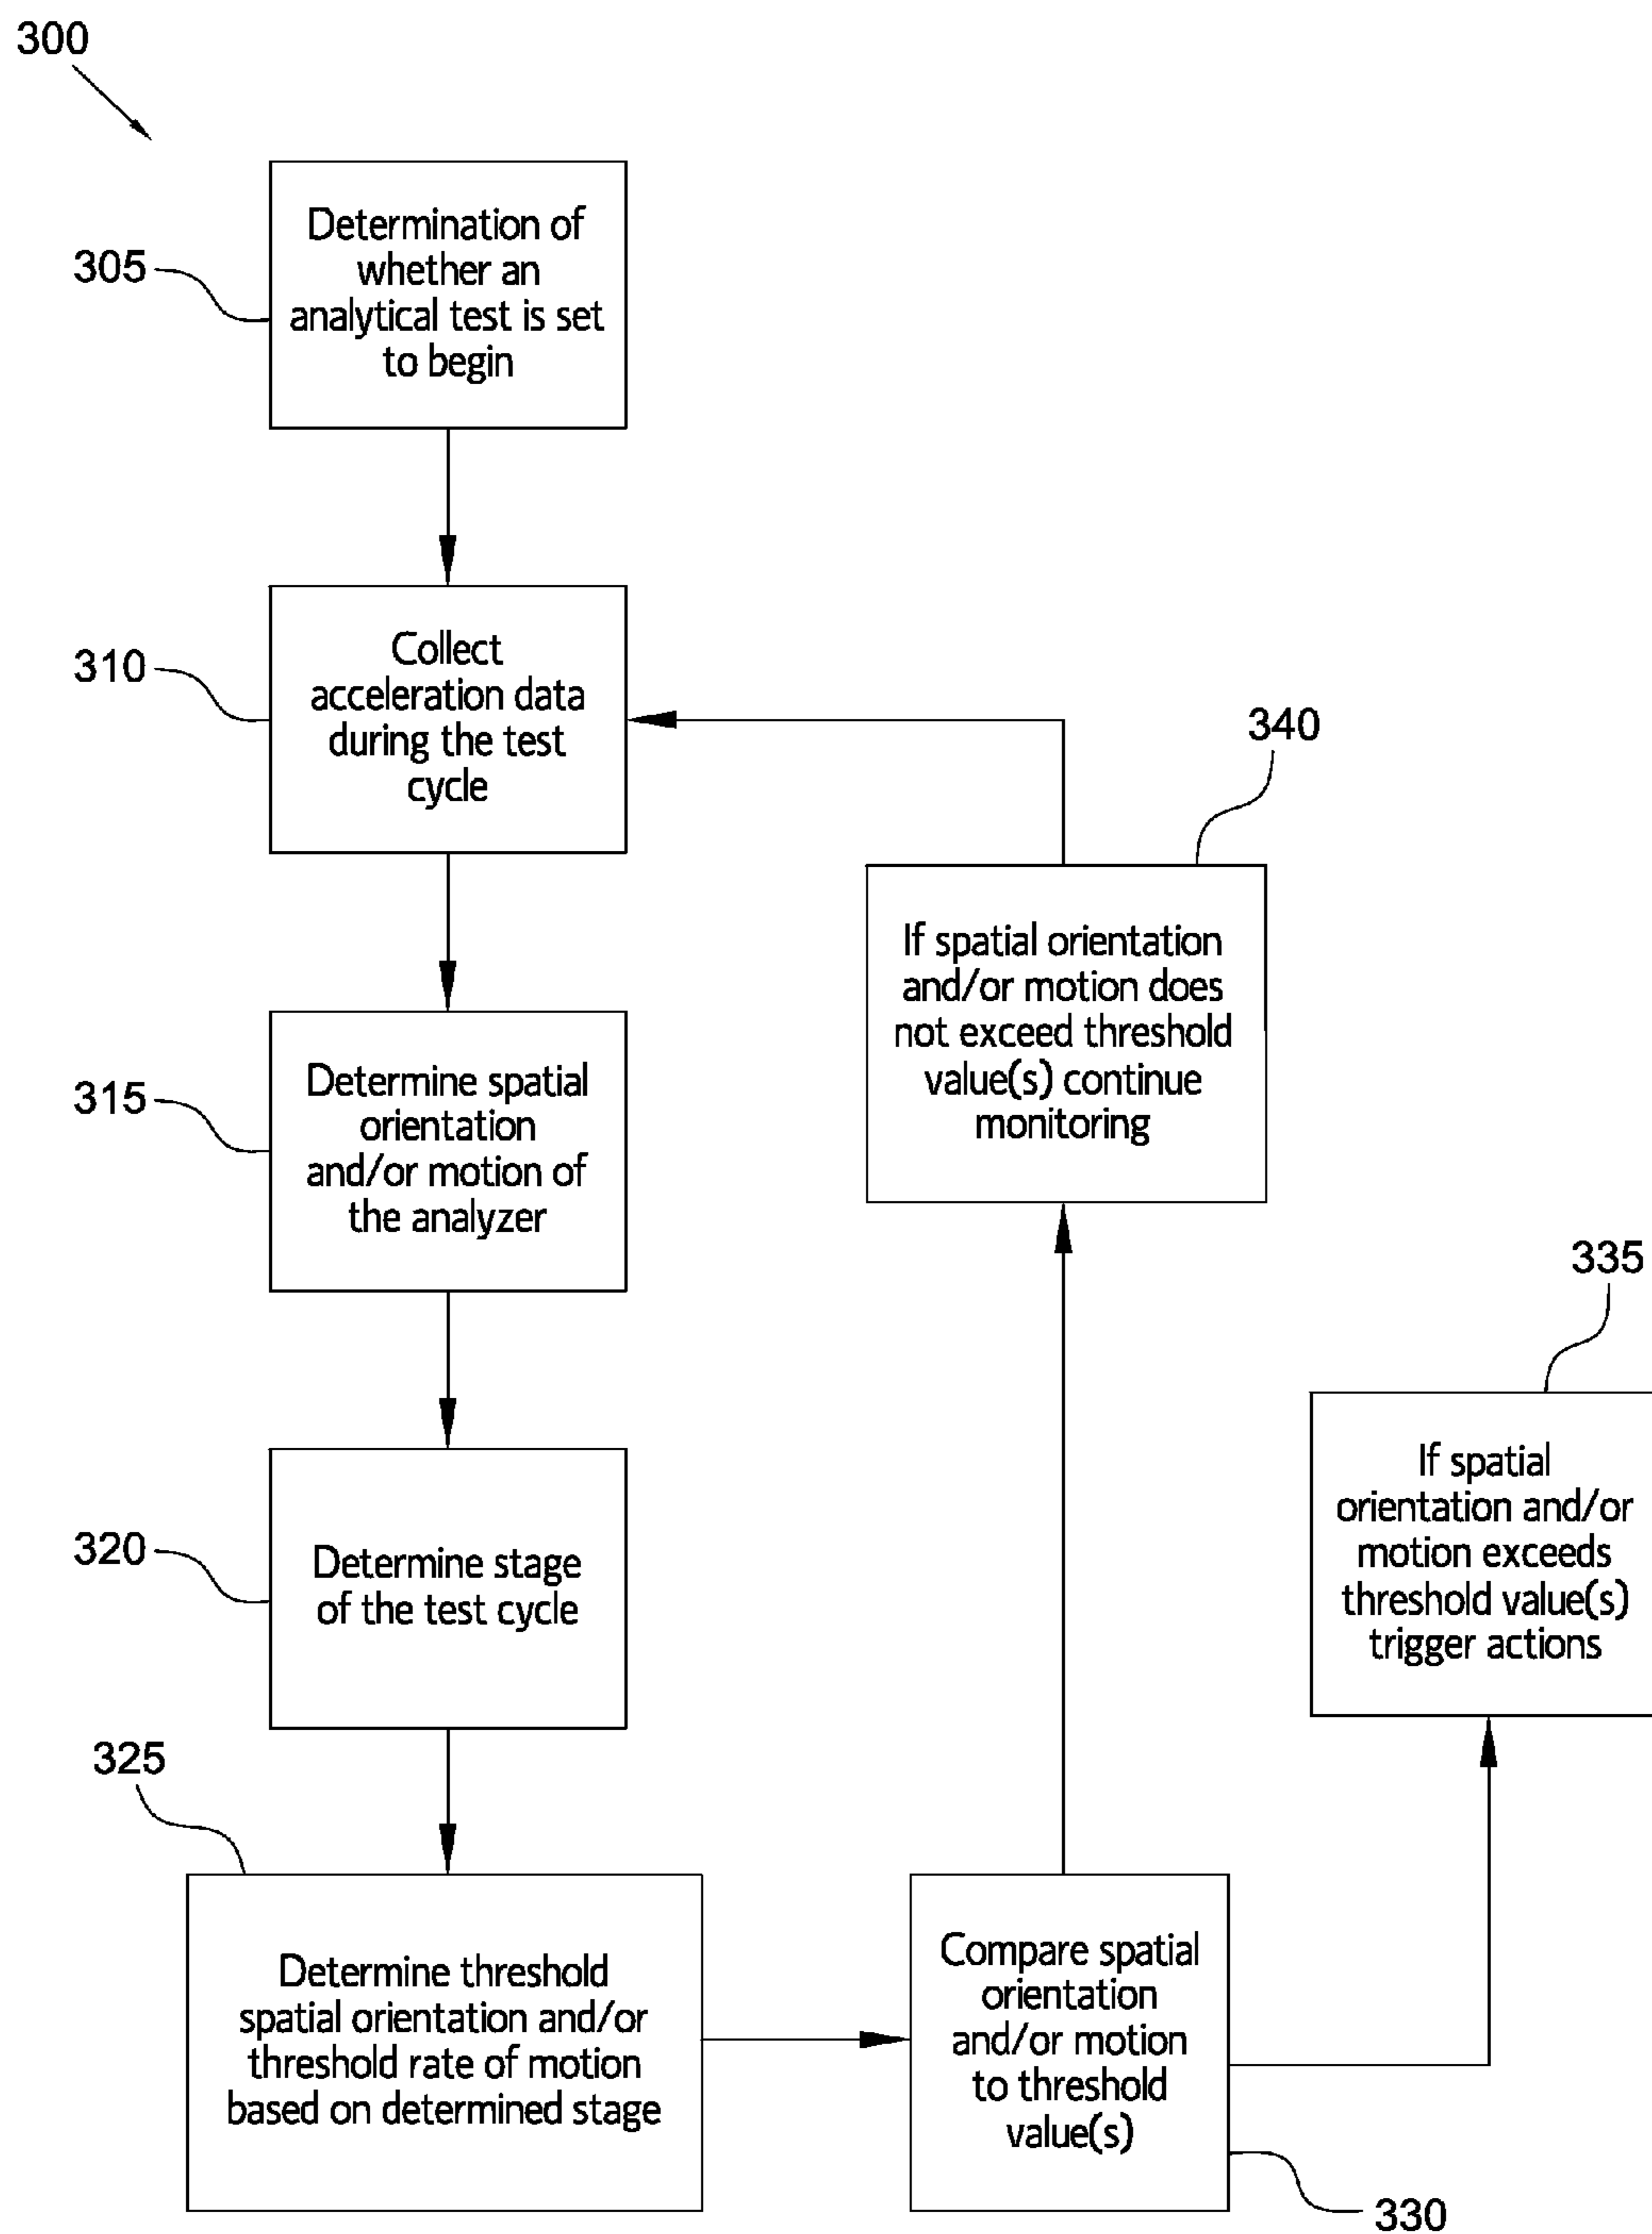 300
305
Determination of
whether an
analytical test is set
to begin
310
Collect
acceleration data
during the test
cycle
315
Determine spatial
orientation
and/or motion of
the analyzer
320
Determine stage
of the test cycle
325
Determine threshold
spatial orientation and/or
threshold rate of motion
based on determined stage
Compare spatial
orientation
and/or motion
to threshold
value(s)
330
340
If spatial orientation
and/or motion does
not exceed threshold
value(s) continue
monitoring
335
If spatial
orientation and/or
motion exceeds
threshold value(s)
trigger actions